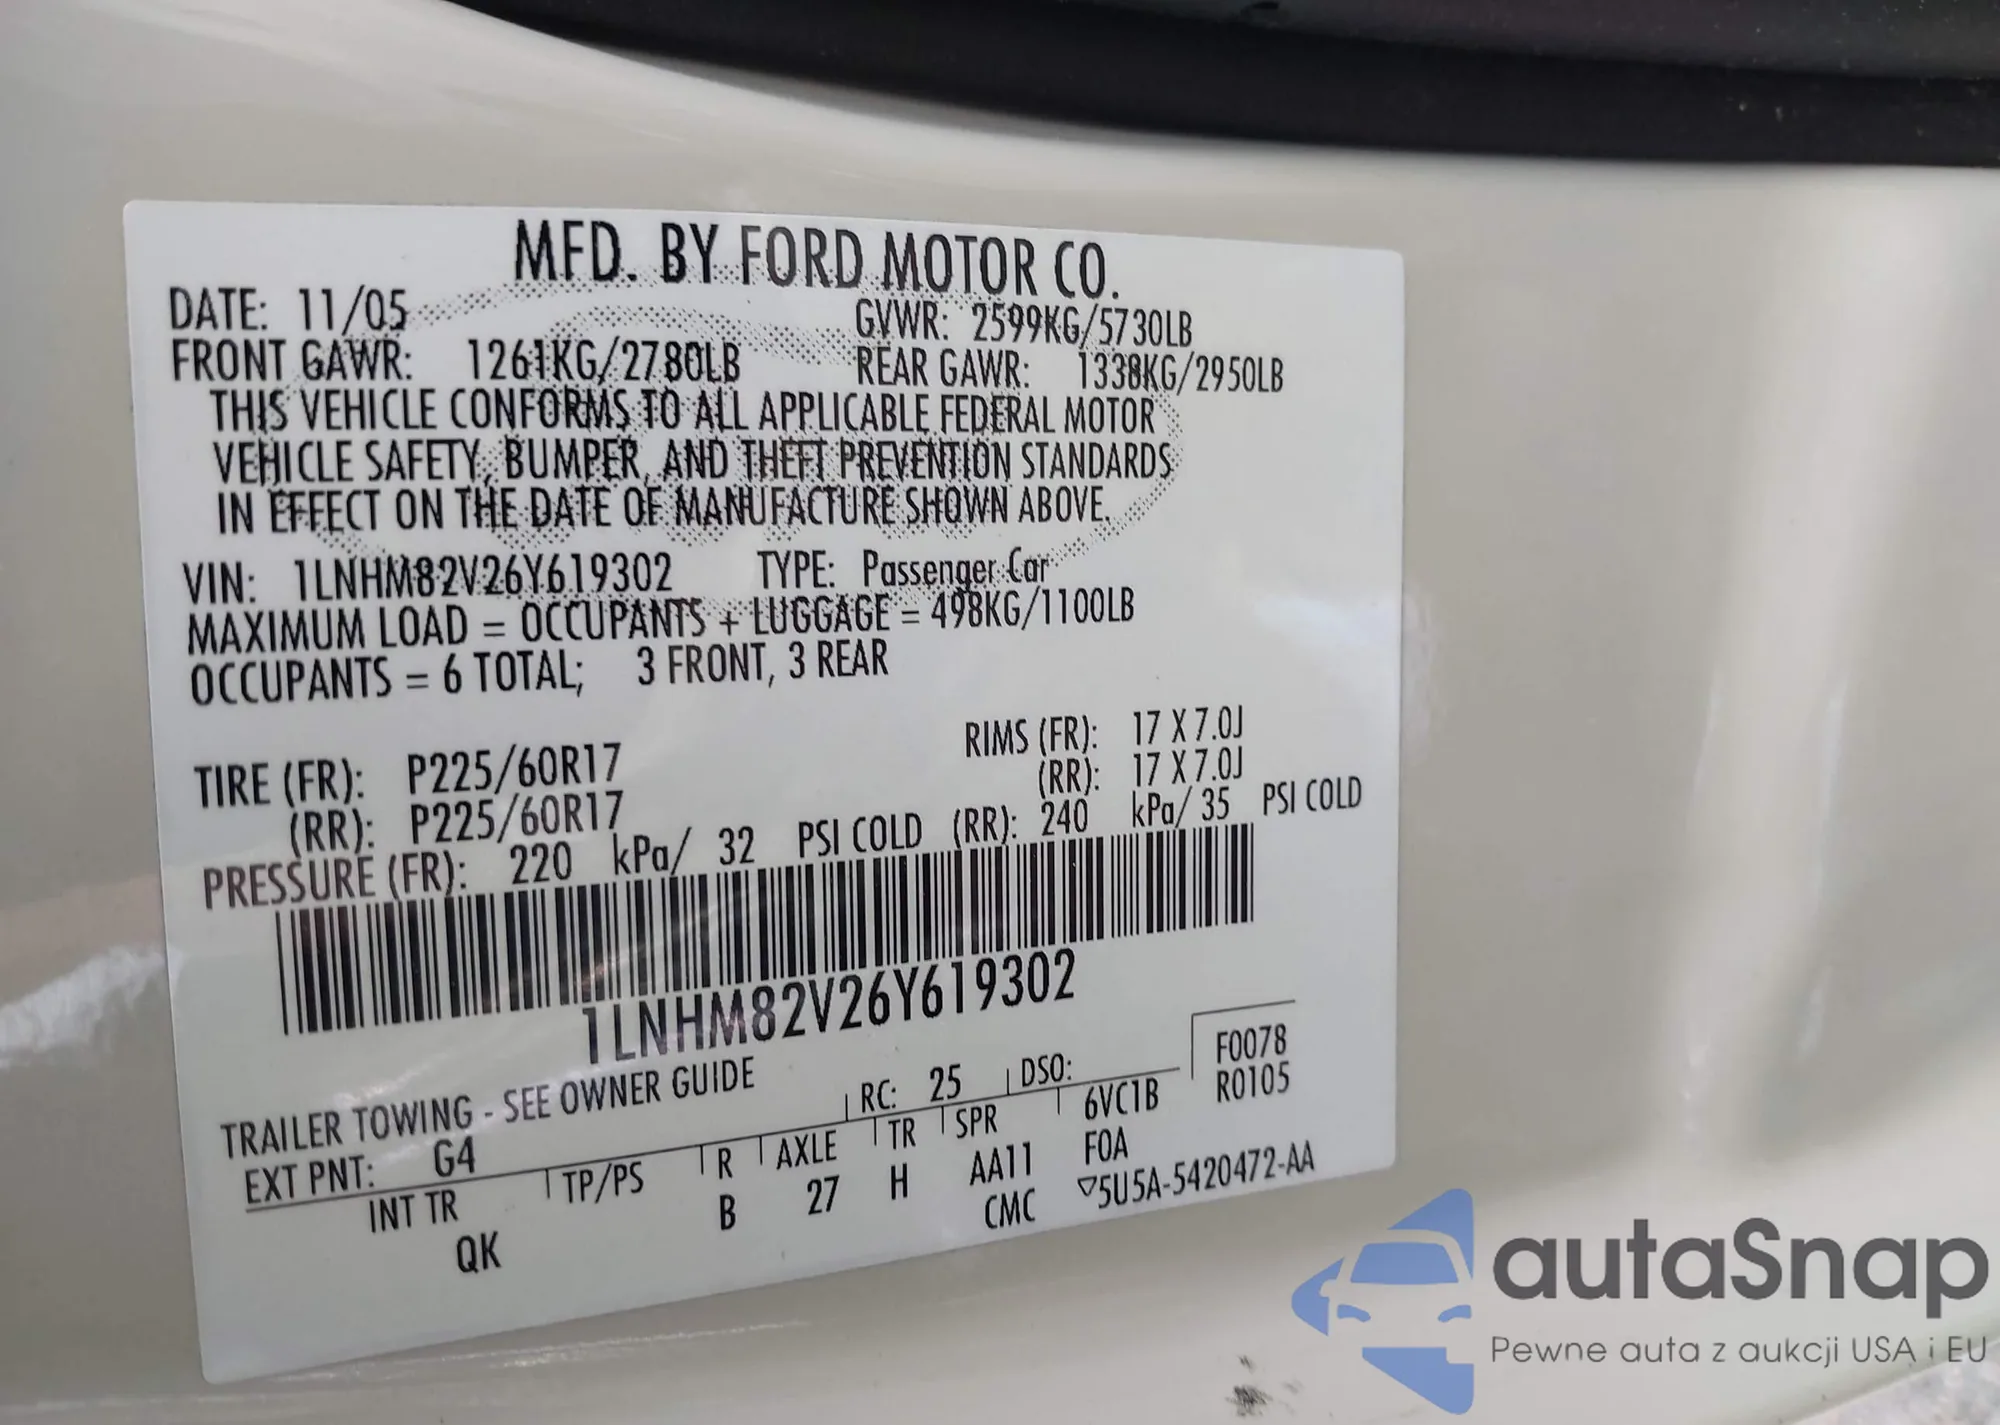 MFD. BY FORD MOTOR CO.
DATE: 11/05 GVWR: 2599KG/5730LB
FRONT GAWR: 1261KG/2780LB REAR GAWR: 1338KG/2950LB
THIS VEHICLE CONFORMS TO ALL APPLICABLE FEDERAL MOTOR
VEHICLE SAFETY, BUMPER, AND THEFT PREVENTION STANDARDS
IN EFFECT ON THE DATE OF MANUFACTURE SHOWN ABOVE.
VIN: 1LNHM82V26Y619302 TYPE: Passenger Car
MAXIMUM LOAD = OCCUPANTS + LUGGAGE = 498KG/1100LB
OCCUPANTS = 6 TOTAL; 3 FRONT, 3 REAR
TIRE (FR): P225/60R17 RIMS (FR): 17 X 7.0J
(RR): P225/60R17 (RR): 17 X 7.0J
PRESSURE (FR): 220 kPa/ 32 PSI COLD (RR): 240 kPa/ 35 PSI COLD
1LNHM82V26Y619302
TRAILER TOWING - SEE OWNER GUIDE
EXT PNT: G4 RC: 25 DSO: F0078
R0105
INT TR TP/PS R AXLE TR SPR 6VC1B
QK B 27 H AA11 FOA
CMC ▽5U5A-5420472-AA
autaSnap
Pewne auta z aukcji USA i EU